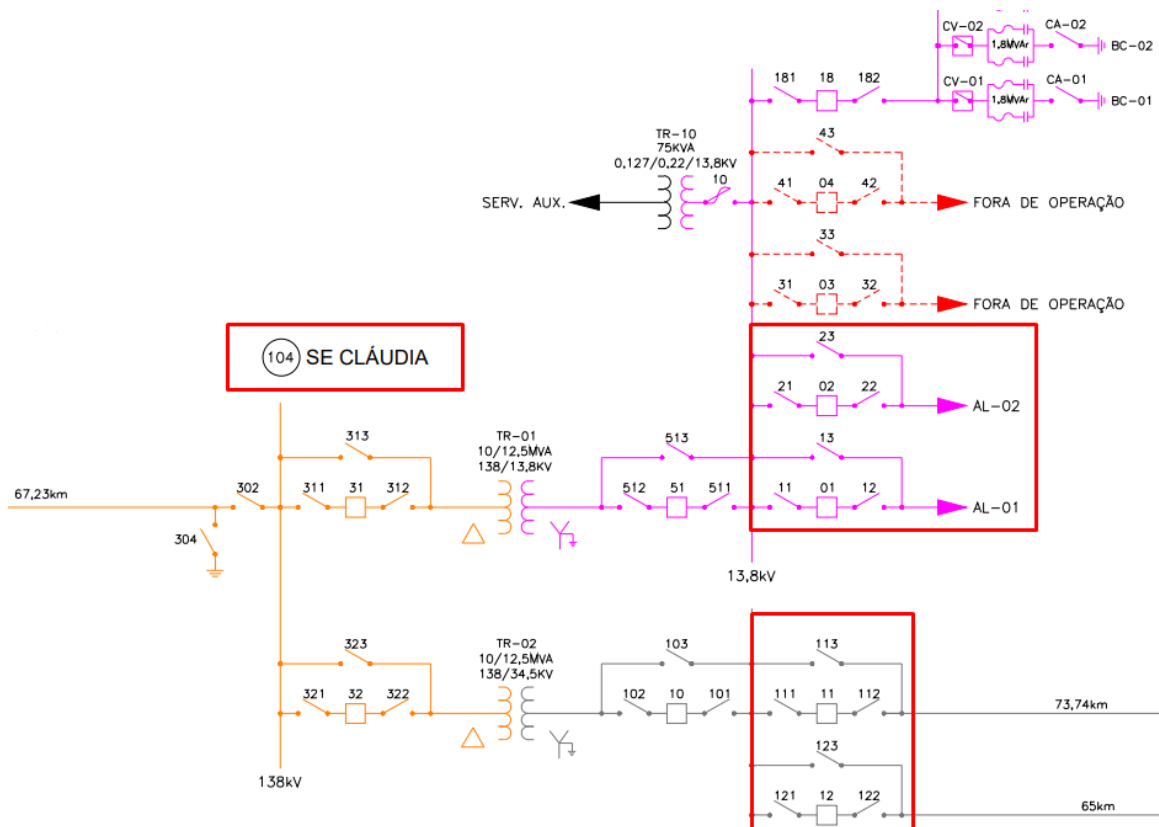 CV-02
CA-02
1,8MVAr
BC-02
CV-01
CA-01
181
18
182
1,8MVAr
BC-01
TR-10
75KVA
0,127/0,22/13,8KV
43
10
41
04
42
SERV. AUX.
FORA DE OPERAÇÃO
33
31
03
32
FORA DE OPERAÇÃO
104 SE CLÁUDIA
23
21
02
22
AL-02
313
TR-01
10/12,5MVA
138/13,8KV
513
13
67,23km
302
311
31
312
512
51
511
11
01
12
AL-01
304
13,8kV
323
TR-02
10/12,5MVA
138/34,5KV
103
113
321
32
322
102
10
101
111
11
112
73,74km
123
138kV
121
12
122
65km